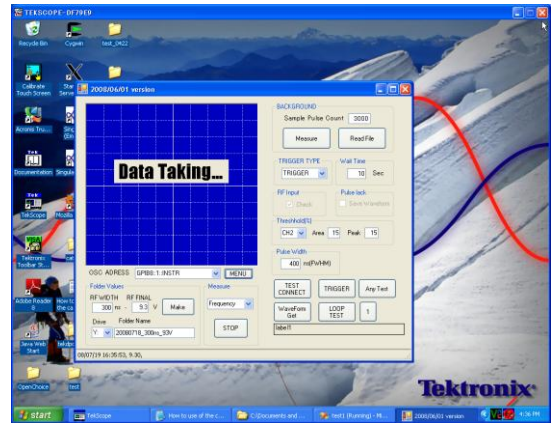 TEKSCOPE-DF79E9
Recycle Bin
Cygwin
test_0422
Calibrate
Touch Screen
2008/06/01 version
BACKGROUND
Sample Pulse Count 3000
Measure
Read File
TRIGGER TYPE
Wait Time
TRIGGER
10 Sec
Data Taking...
RF Input
Pulse lack
Check
Save Waveform
Threshhold(%)
CH2 Area 15 Peak 15
Pulse Width
400 ns(FWHM)
OSC ADRESS GPIB8::1::INSTR MENU
Folder Values
RF WIDTH RF FINAL
300 ns - 9.3 V Make
Drive Folder Name
Y: 20080718_300ns_93V
Measure
Frequency
STOP
TEST
CONNECT
TRIGGER
Any Test
WaveForm
Get
LOOP
TEST
1
label1
08/07/19 16:35:53, 9.30,
Documentation
TekScope
Tektronix
Adobe Reader
8
Java Web
Start
OpenChoice
test
Tektronix
start
TekScope
How to use of the c...
C:\Documents and ...
test1 (Running) - Mi...
2008/06/01 version
4:36 PM